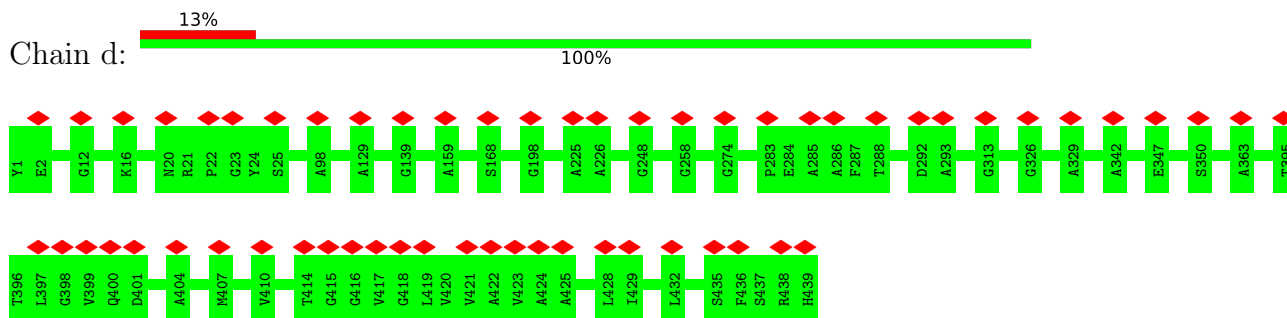 13%
Chain d:
100%
Y1 E2 G12 K16 N20 R21 P22 G23 Y24 S25 A98 A129 G139 A159 S168 G198 A225 A226 G248 G258 G274 P283 E284 A285 A286 F287 T288 D292 A293 G313 G326 A329 A342 E347 S350 A363 T395
T396 L397 G398 V399 Q400 D401 A404 M407 V410 T414 G415 G416 V417 G418 L419 V420 V421 A422 V423 A424 A425 L428 I429 L432 S435 F436 S437 R438 H439